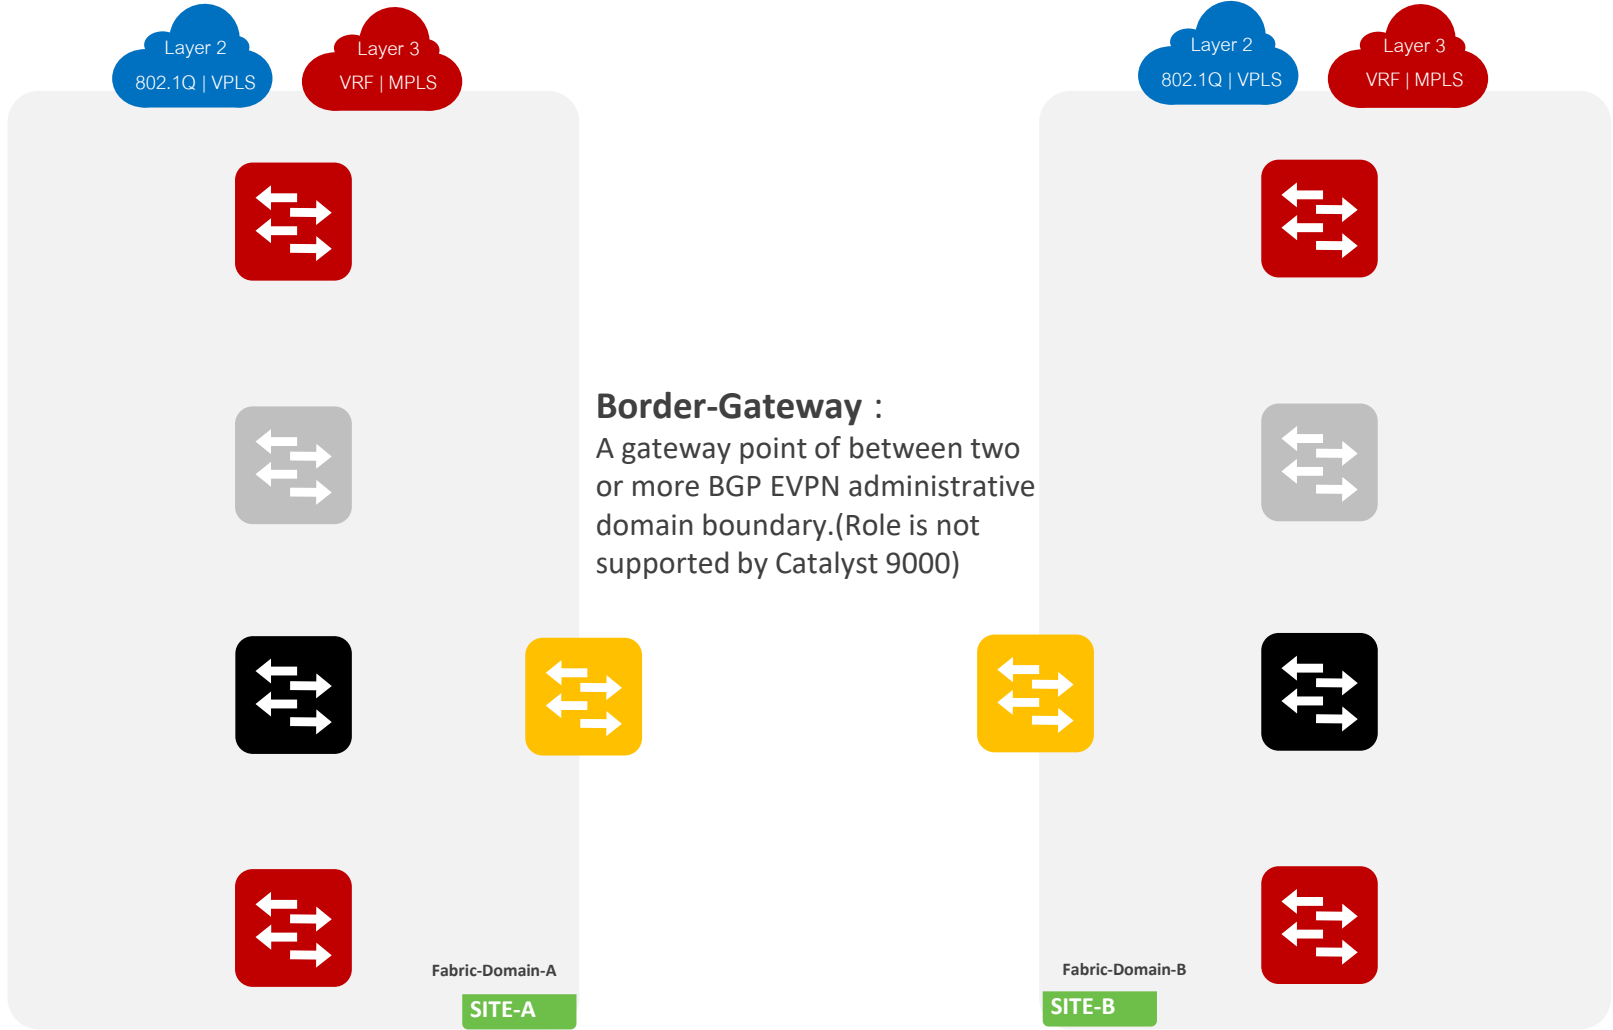 Layer 2
802.1Q | VPLS
Layer 3
VRF | MPLS
Layer 2
802.1Q | VPLS
Layer 3
VRF | MPLS
Border-Gateway :
A gateway point of between two
or more BGP EVPN administrative
domain boundary.(Role is not
supported by Catalyst 9000)
Fabric-Domain-A
SITE-A
Fabric-Domain-B
SITE-B